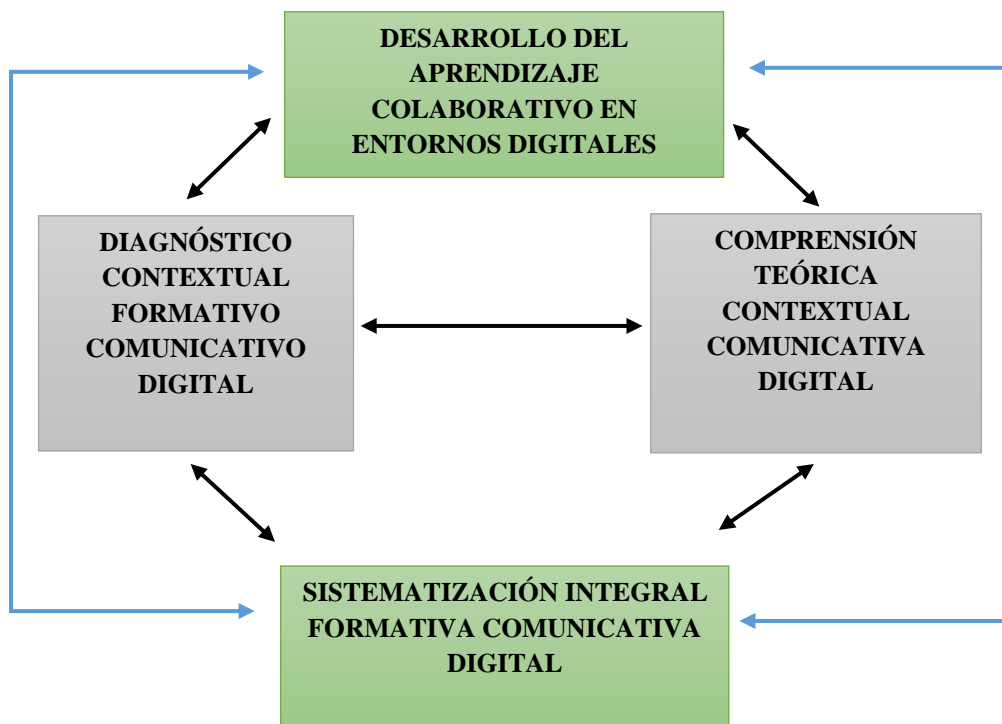 DESARROLLO DEL
APRENDIZAJE
COLABORATIVO EN
ENTORNOS DIGITALES
DIAGNÓSTICO
CONTEXTUAL
FORMATIVO
COMUNICATIVO
DIGITAL
COMPRENSIÓN
TEÓRICA
CONTEXTUAL
COMUNICATIVA
DIGITAL
SISTEMATIZACIÓN INTEGRAL
FORMATIVA COMUNICATIVA
DIGITAL